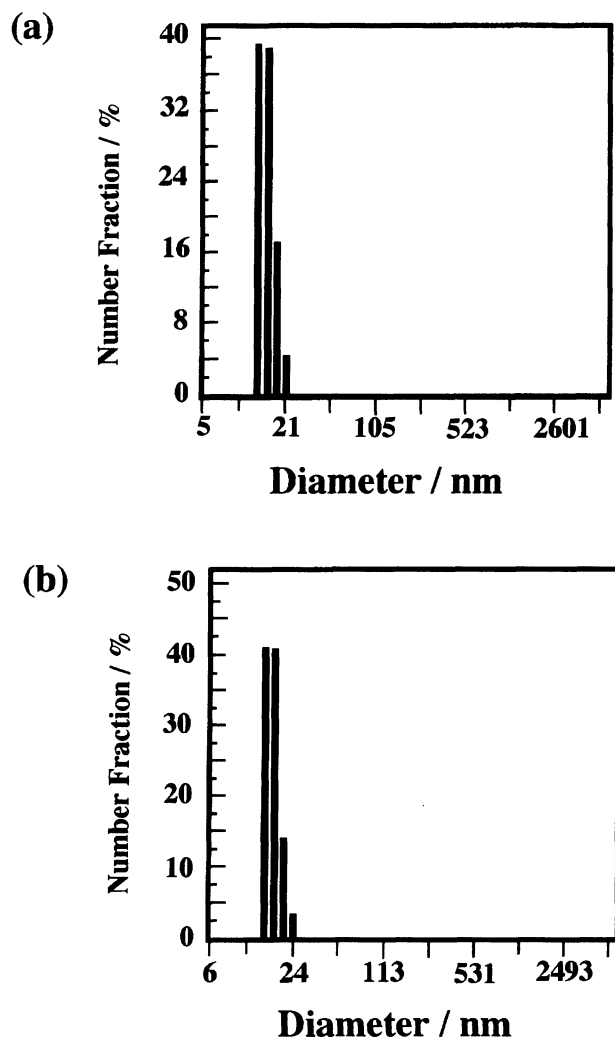 (a)
Number Fraction / %
40
32
24
16
8
0
5 21 105 523 2601
Diameter / nm
(b)
Number Fraction / %
50
40
30
20
10
0
6 24 113 531 2493
Diameter / nm